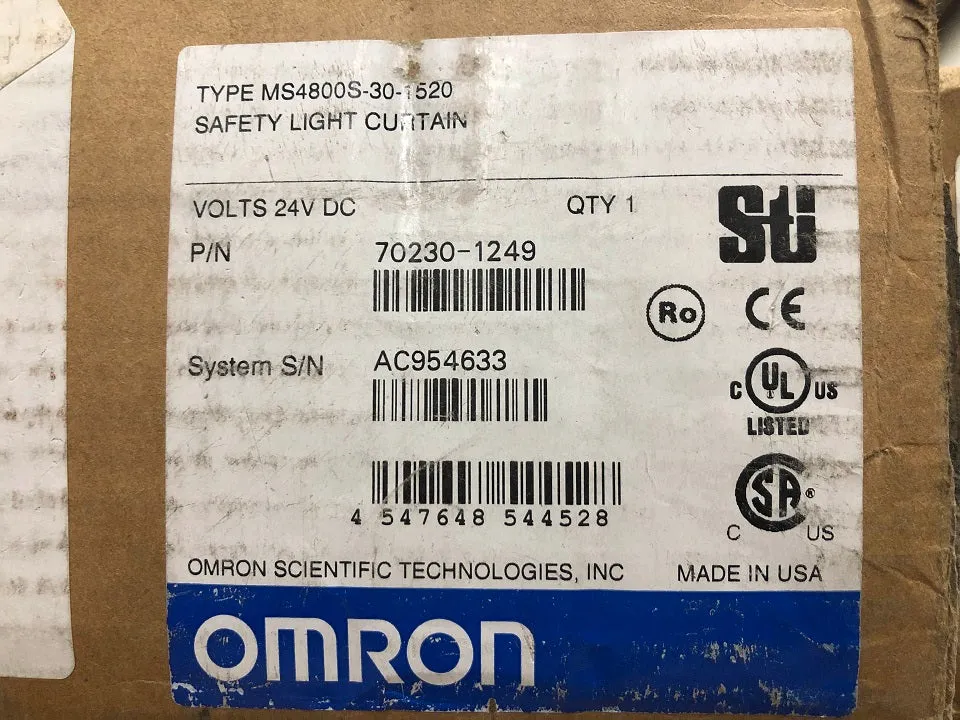 TYPE MS4800S-30-1520
SAFETY LIGHT CURTAIN
VOLTS 24V DC
QTY 1
Sti
P/N
70230-1249
Ro
CE
System S/N
AC954633
C UL US
LISTED
4 547648 544528
SA ®
C US
OMRON SCIENTIFIC TECHNOLOGIES, INC
MADE IN USA
OMRON